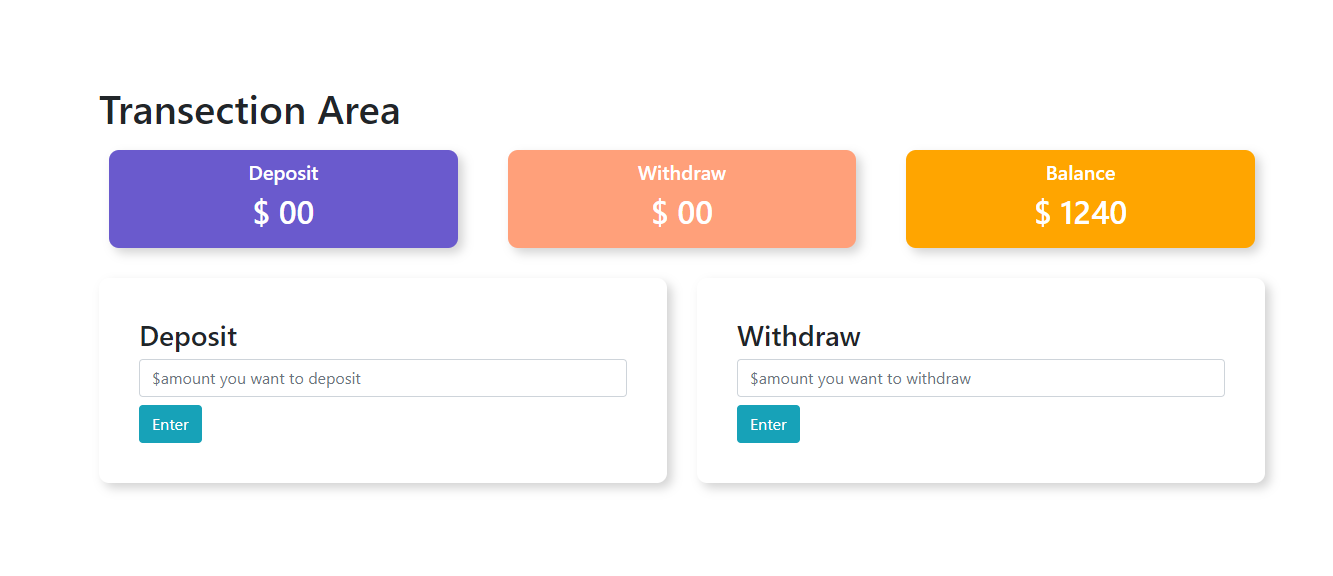 Transection Area
Deposit
$ 00
Withdraw
$ 00
Balance
$ 1240
Deposit
$amount you want to deposit
Enter
Withdraw
$amount you want to withdraw
Enter